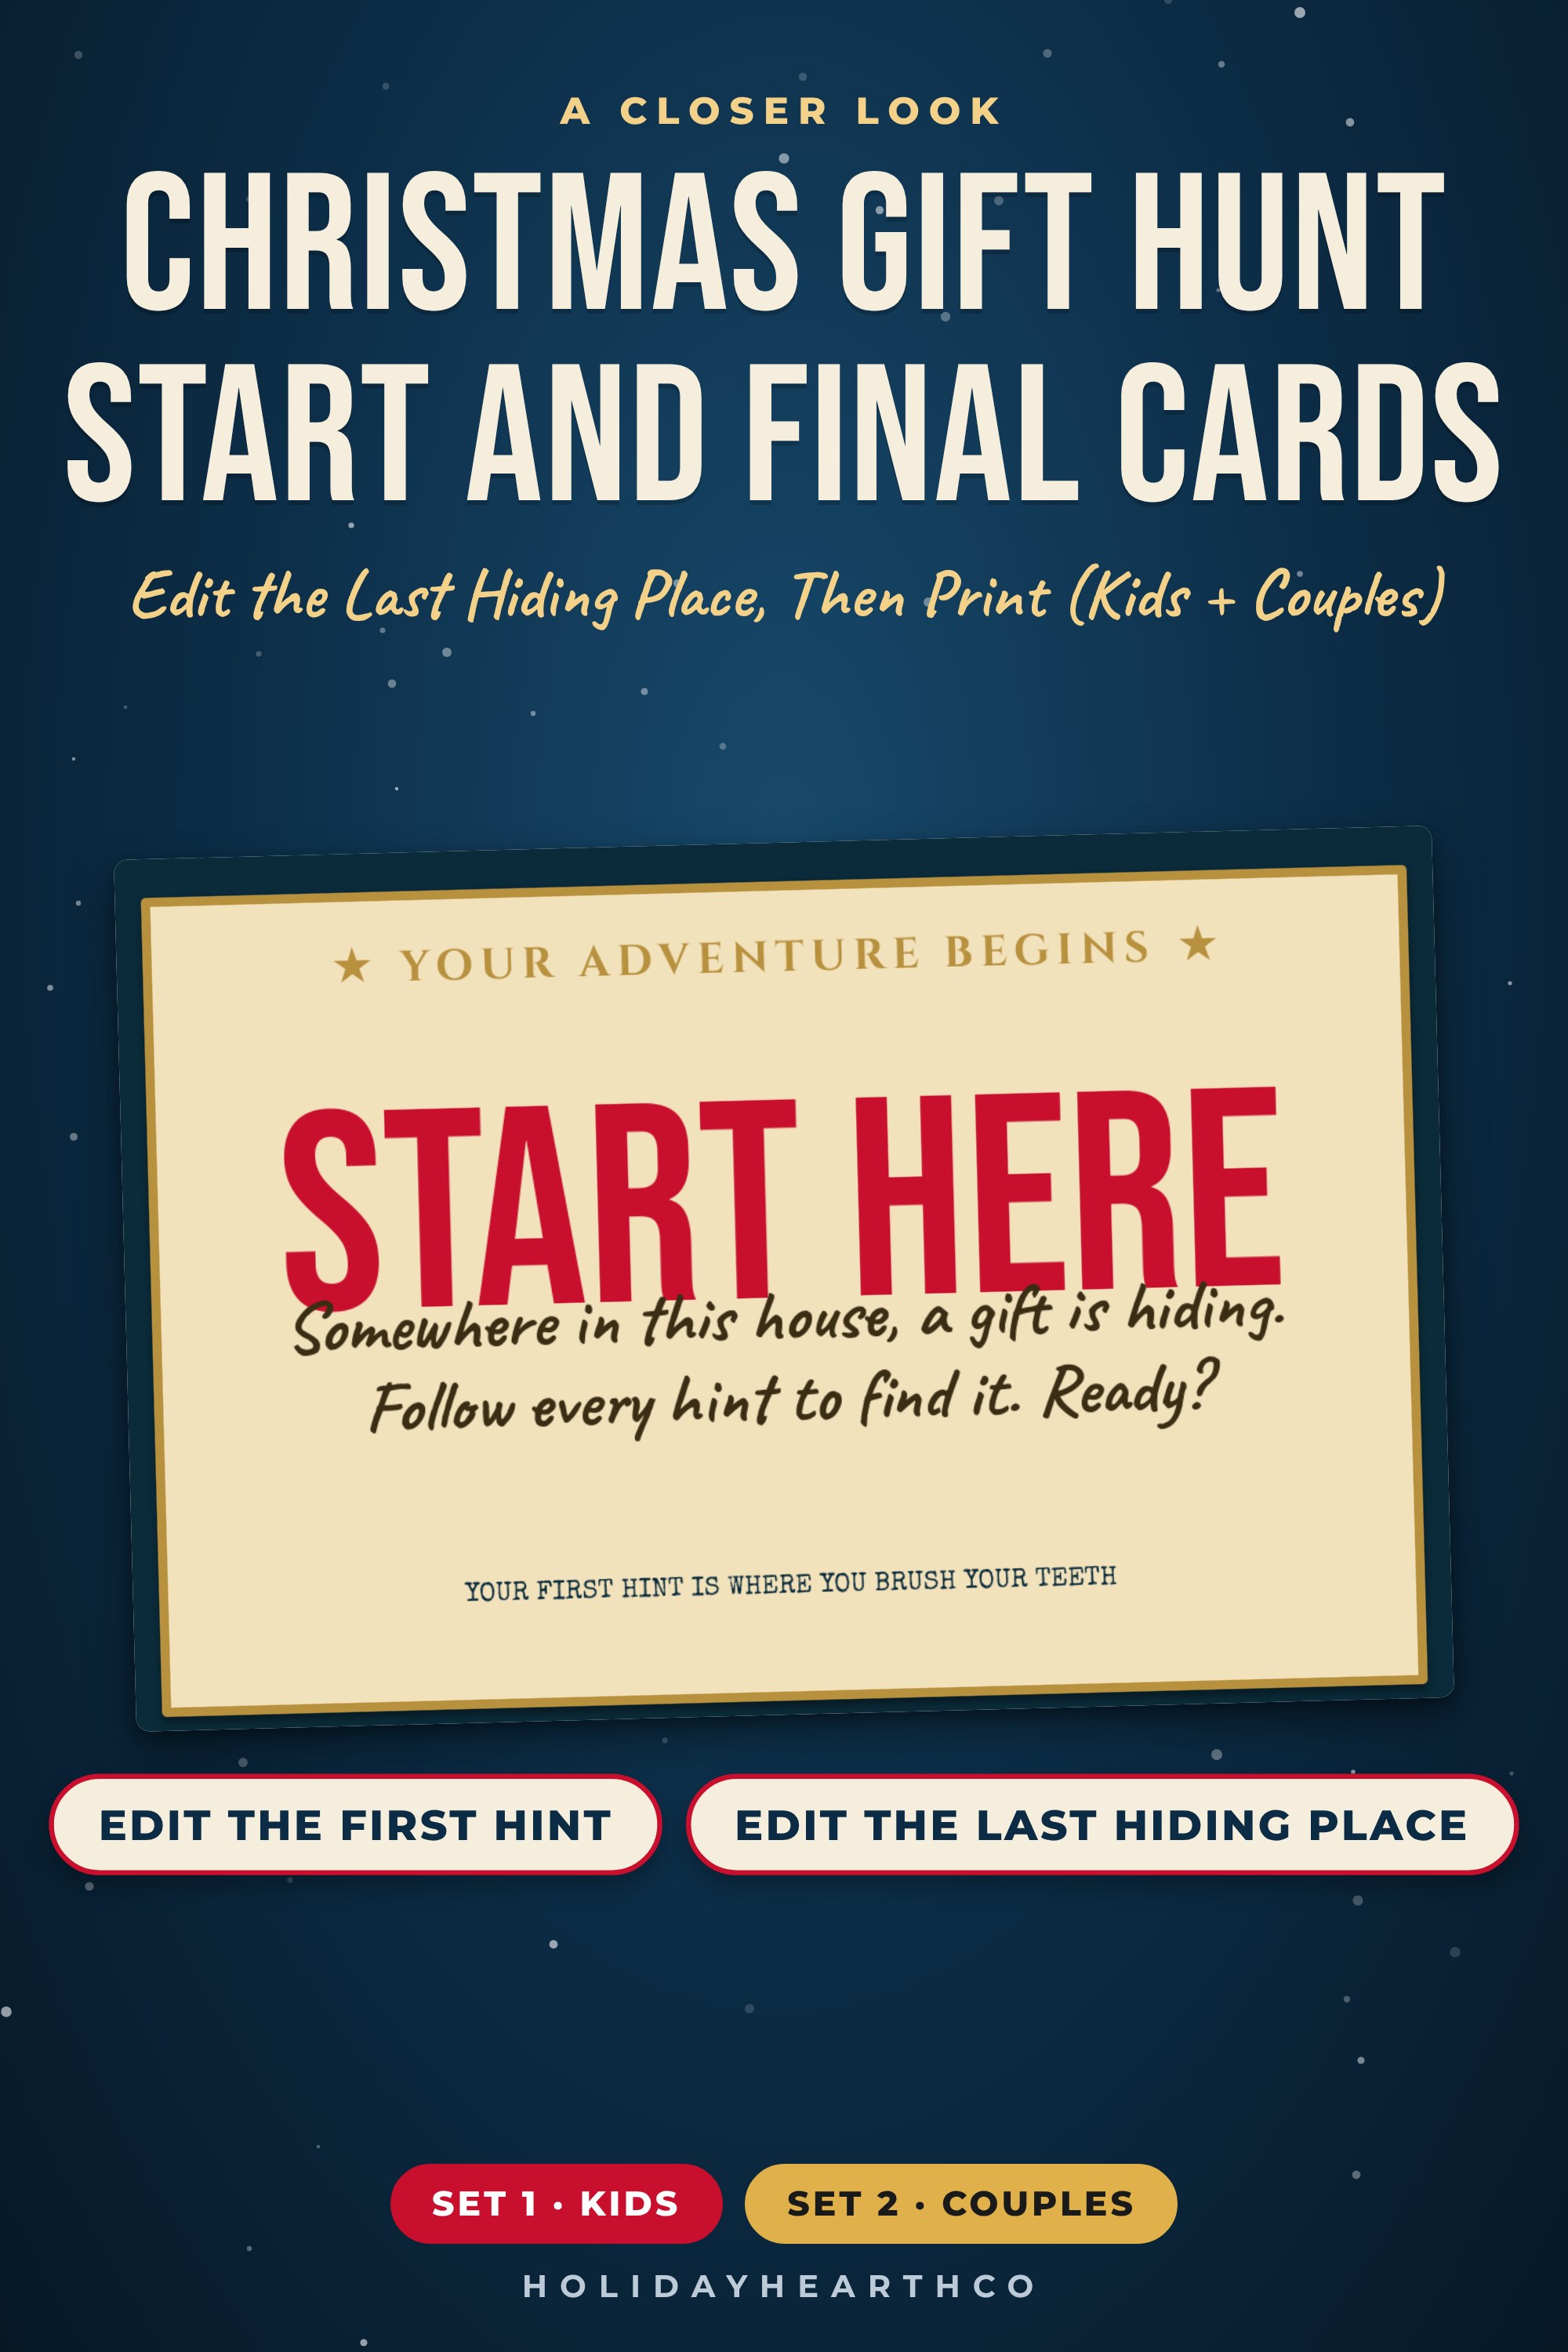 A CLOSER LOOK
CHRISTMAS GIFT HUNT
START AND FINAL CARDS
Edit the Last Hiding Place, Then Print (Kids + Couples)
★ YOUR ADVENTURE BEGINS ★
START HERE
Somewhere in this house, a gift is hiding.
Follow every hint to find it. Ready?
YOUR FIRST HINT IS WHERE YOU BRUSH YOUR TEETH
EDIT THE FIRST HINT
EDIT THE LAST HIDING PLACE
SET 1 • KIDS
SET 2 • COUPLES
HOLIDAYHEARTHCO